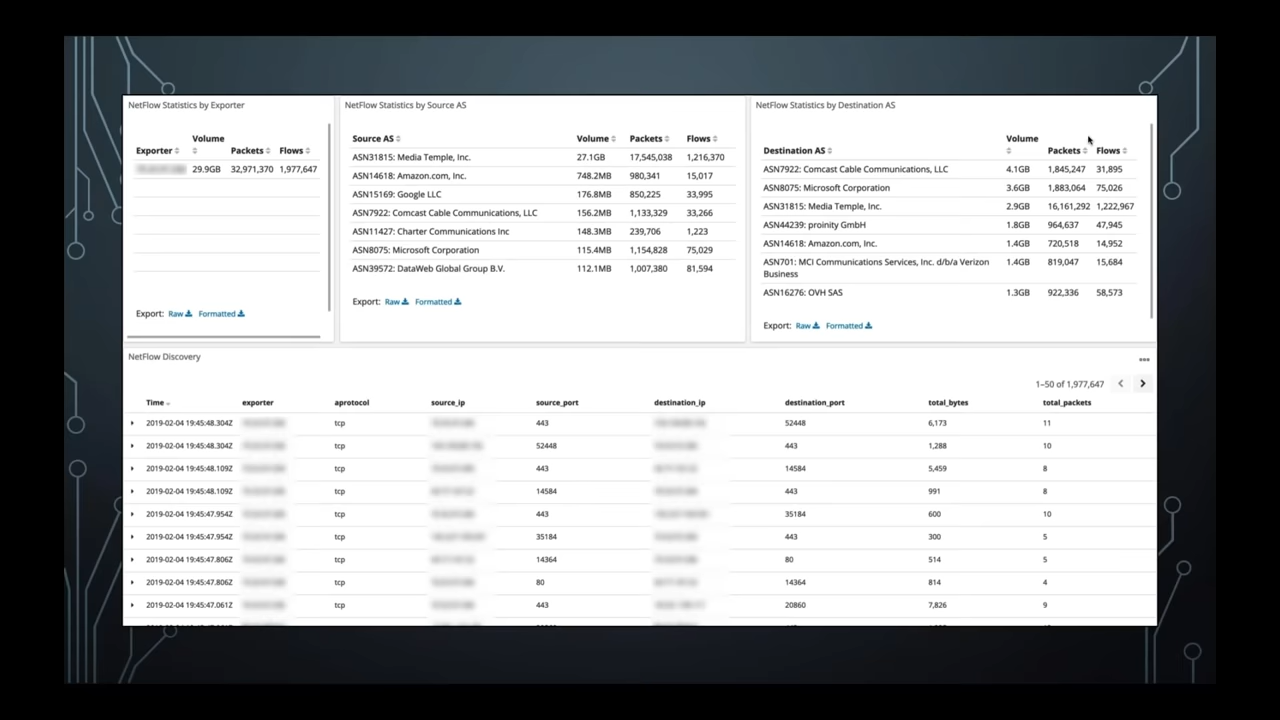 NetFlow Statistics by Exporter
Volume
Exporter Packets Flows
29.9GB 32,971,370 1,977,647
Export: Raw Formatted
NetFlow Statistics by Source AS
Source AS Volume Packets Flows
ASN31815: Media Temple, Inc. 27.1GB 17,545,038 1,216,370
ASN14618: Amazon.com, Inc. 748.2MB 980,341 15,017
ASN15169: Google LLC 176.8MB 850,225 33,995
ASN7922: Comcast Cable Communications, LLC 156.2MB 1,133,329 33,266
ASN11427: Charter Communications Inc 148.3MB 239,706 1,223
ASN8075: Microsoft Corporation 115.4MB 1,154,828 75,029
ASN39572: DataWeb Global Group B.V. 112.1MB 1,007,380 81,594
Export: Raw Formatted
NetFlow Statistics by Destination AS
Volume
Destination AS Packets Flows
ASN7922: Comcast Cable Communications, LLC 4.1GB 1,845,247 31,895
ASN8075: Microsoft Corporation 3.6GB 1,883,064 75,026
ASN31815: Media Temple, Inc. 2.9GB 16,161,292 1,222,967
ASN44239: proinity GmbH 1.8GB 964,637 47,945
ASN14618: Amazon.com, Inc. 1.4GB 720,518 14,952
ASN701: MCI Communications Services, Inc. d/b/a Verizon 1.4GB 819,047 15,684
Business
ASN16276: OVH SAS 1.3GB 922,336 58,573
Export: Raw Formatted
NetFlow Discovery
1–50 of 1,977,647
Time exporter aprotocol source_ip source_port destination_ip destination_port total_bytes total_packets
2019-02-04 19:45:48.304Z tcp 443 52448 6,173 11
2019-02-04 19:45:48.304Z tcp 52448 443 1,288 10
2019-02-04 19:45:48.109Z tcp 443 14584 5,459 8
2019-02-04 19:45:48.109Z tcp 14584 443 991 8
2019-02-04 19:45:47.954Z tcp 443 35184 600 10
2019-02-04 19:45:47.954Z tcp 35184 443 300 5
2019-02-04 19:45:47.806Z tcp 14364 80 514 5
2019-02-04 19:45:47.806Z tcp 80 14364 814 4
2019-02-04 19:45:47.061Z tcp 443 20860 7,826 9